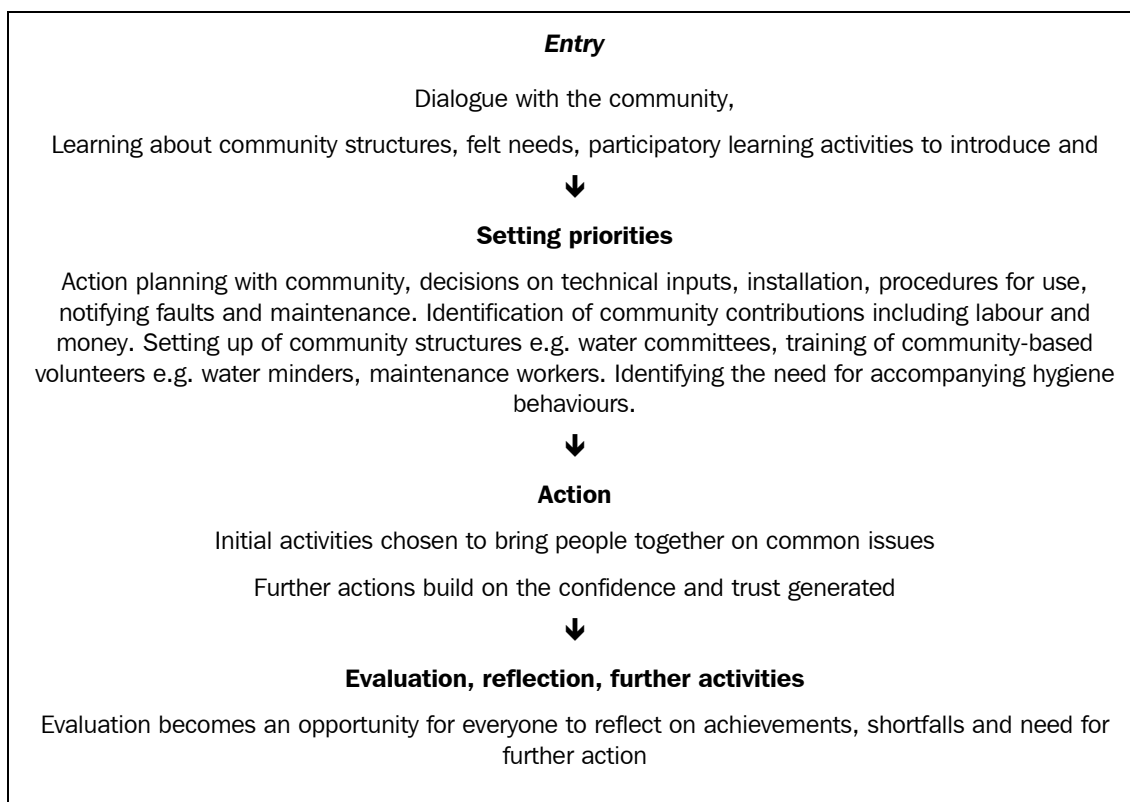 Entry
Dialogue with the community,
Learning about community structures, felt needs, participatory learning activities to introduce and
Setting priorities
Action planning with community, decisions on technical inputs, installation, procedures for use,
notifying faults and maintenance. Identification of community contributions including labour and
money. Setting up of community structures e.g. water committees, training of community-based
volunteers e.g. water minders, maintenance workers. Identifying the need for accompanying hygiene
behaviours.
Action
Initial activities chosen to bring people together on common issues
Further actions build on the confidence and trust generated
Evaluation, reflection, further activities
Evaluation becomes an opportunity for everyone to reflect on achievements, shortfalls and need for
further action